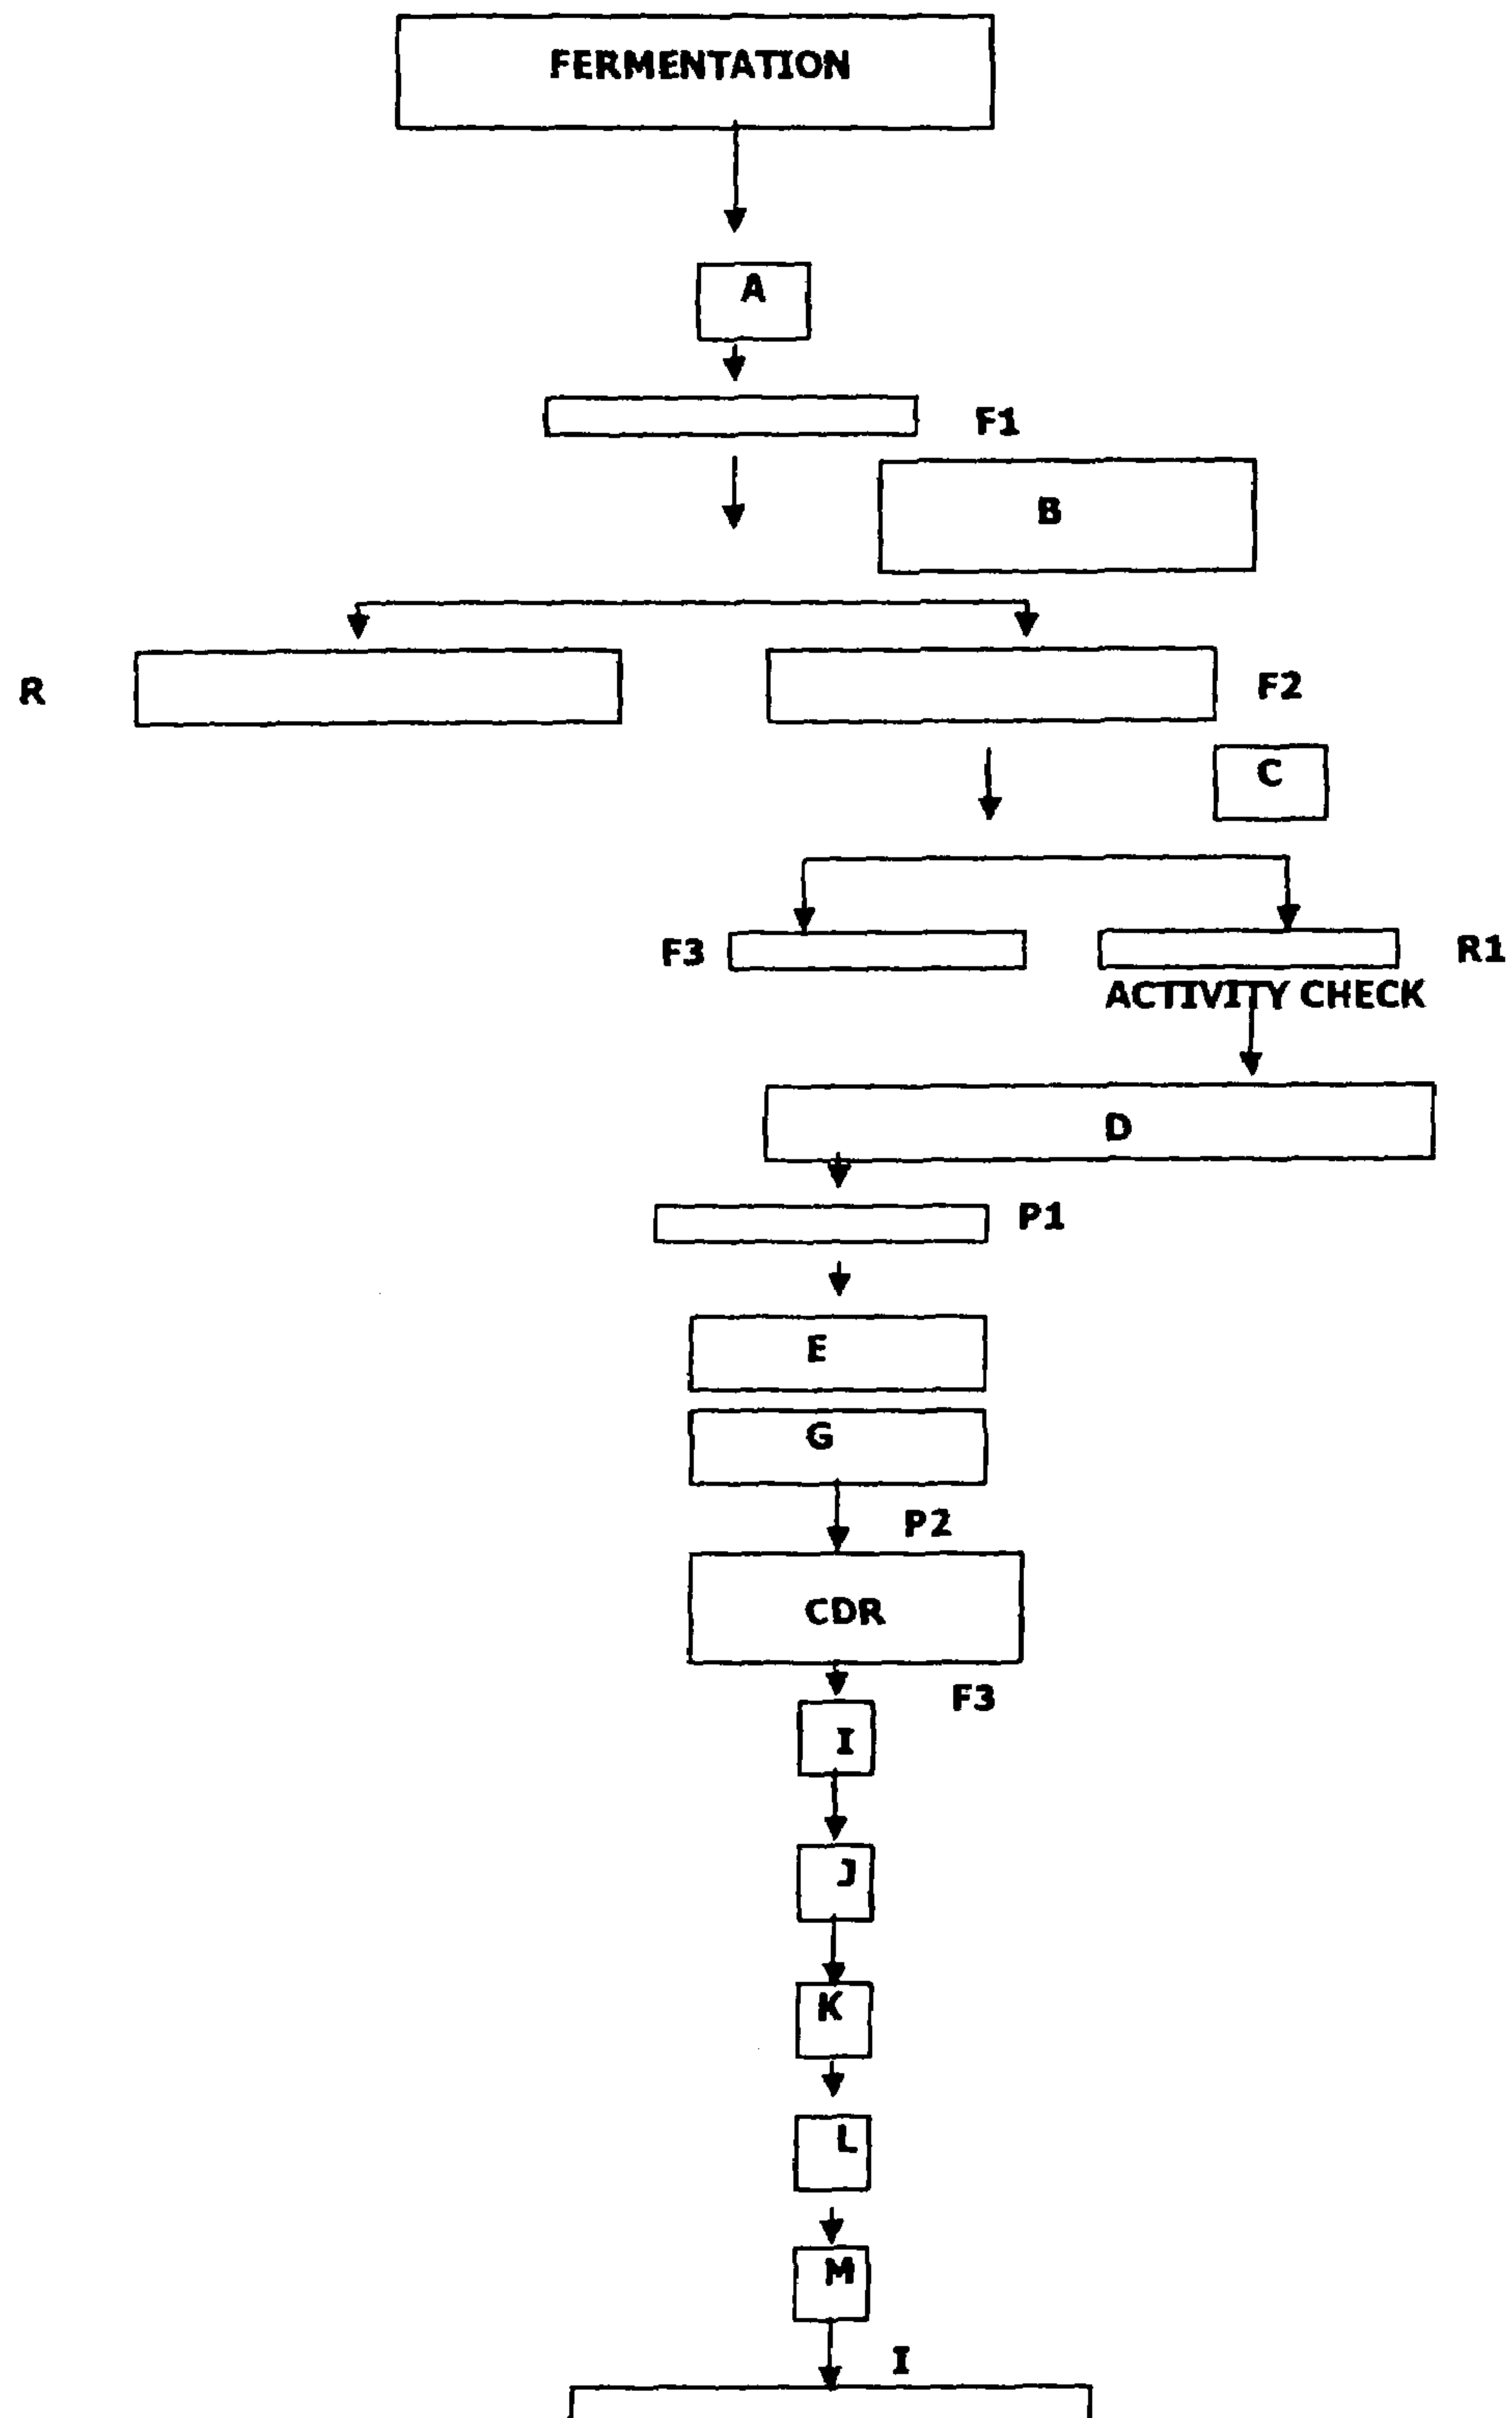 FERMENTATION
A
F1
B
R
F2
C
F3
R1
ACTIVITY CHECK
D
P1
E
G
P2
CDR
F3
I
J
K
L
M
I